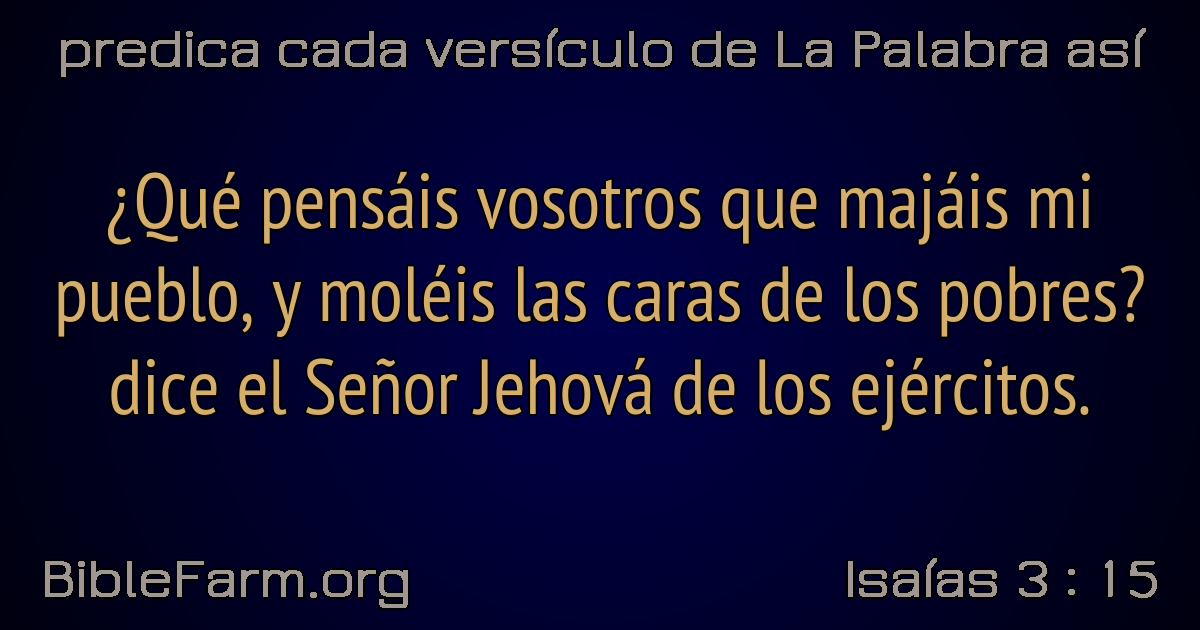 predica cada versículo de La Palabra así
¿Qué pensáis vosotros que majáis mi
pueblo, y moléis las caras de los pobres?
dice el Señor Jehová de los ejércitos.
BibleFarm.org
Isaías 3 : 15